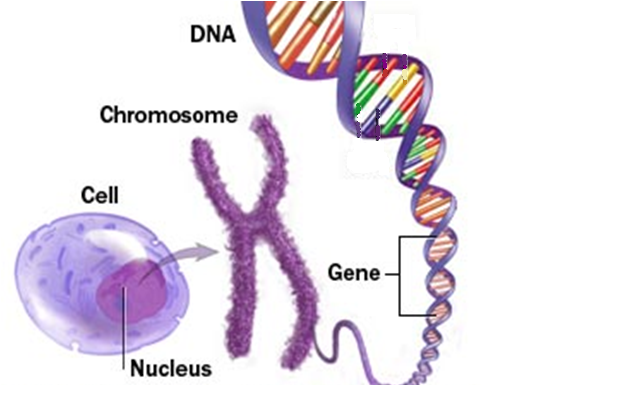 DNA
Chromosome
Cell
Gene
Nucleus